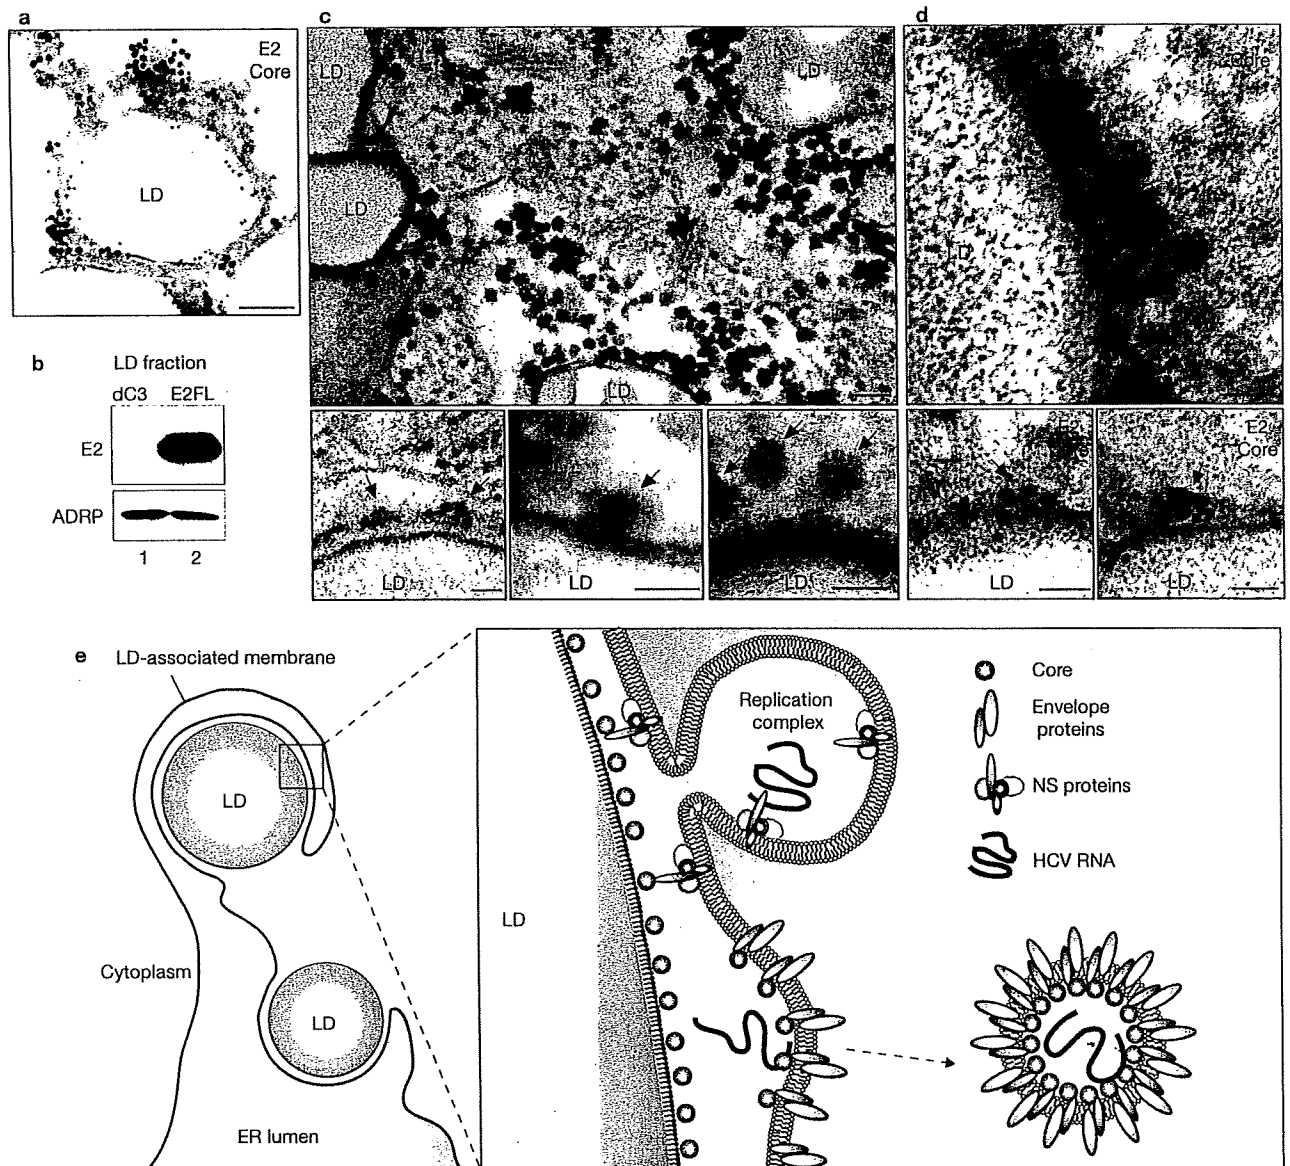 a
E2
Core
LD
b
LD fraction
dC3 E2FL
E2
ADRP
1 2
c
LD
LD
LD
LD
LD
LD
LD
d
Core
LD
E2
LD
E2
Core
LD
e
LD-associated membrane
LD
Cytoplasm
LD
ER lumen
Replication
complex
LD
Core
Envelope
proteins
NS proteins
HCV RNA